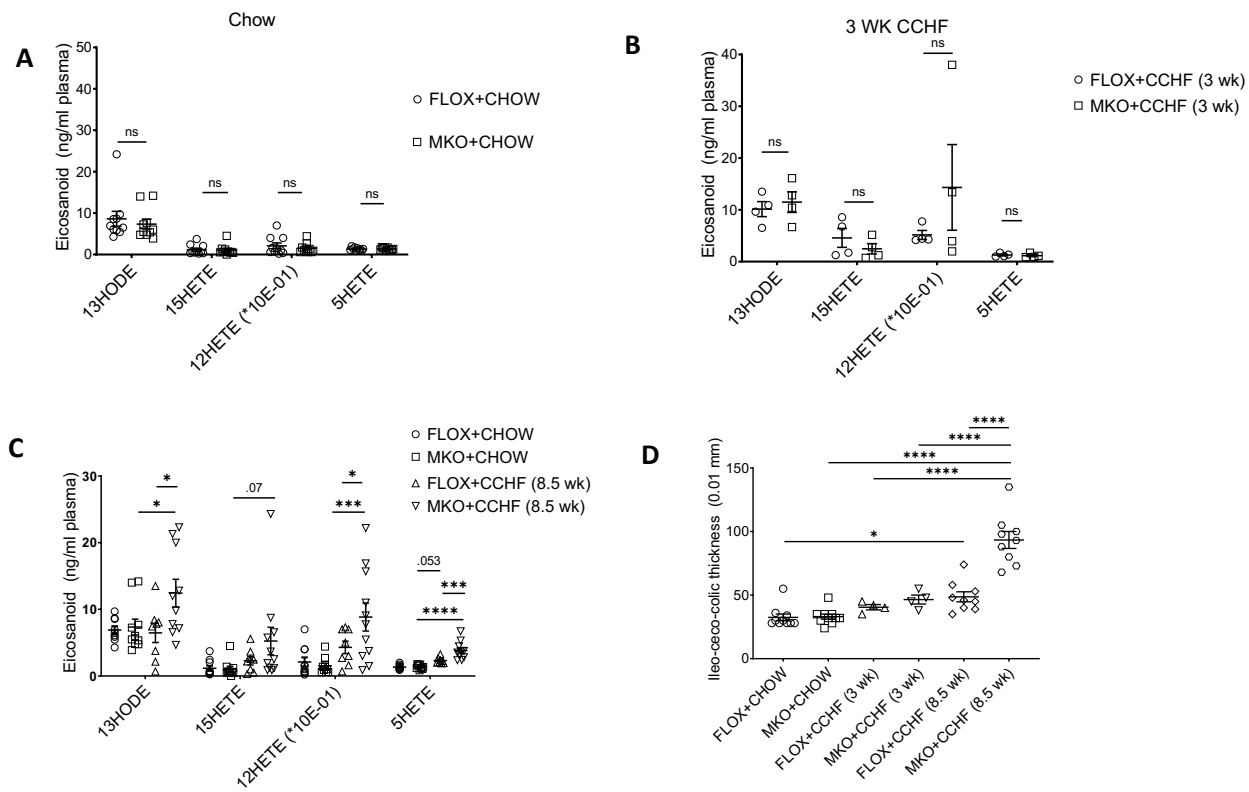 Chow
A
50
40
30
20
10
0
Eicosanoid (ng/ml plasma)
ns
ns
ns
ns
13HODE
15HETE
12HETE (*10E-01)
5HETE
FLOX+CHOW
MKO+CHOW
3 WK CCHF
B
40
30
20
10
0
Eicosanoid (ng/ml plasma)
ns
ns
ns
ns
13HODE
15HETE
12HETE (*10E-01)
5HETE
FLOX+CCHF (3 wk)
MKO+CCHF (3 wk)
C
30
20
10
0
Eicosanoid (ng/ml plasma)
*
*
.07
*
***
.053
***
****
13HODE
15HETE
12HETE (*10E-01)
5HETE
FLOX+CHOW
MKO+CHOW
FLOX+CCHF (8.5 wk)
MKO+CCHF (8.5 wk)
D
150
100
50
0
Ileo-ceco-colic thickness (0.01 mm)
****
****
****
****
*
FLOX+CHOW
MKO+CHOW
FLOX+CCHF (3 wk)
MKO+CCHF (3 wk)
FLOX+CCHF (8.5 wk)
MKO+CCHF (8.5 wk)